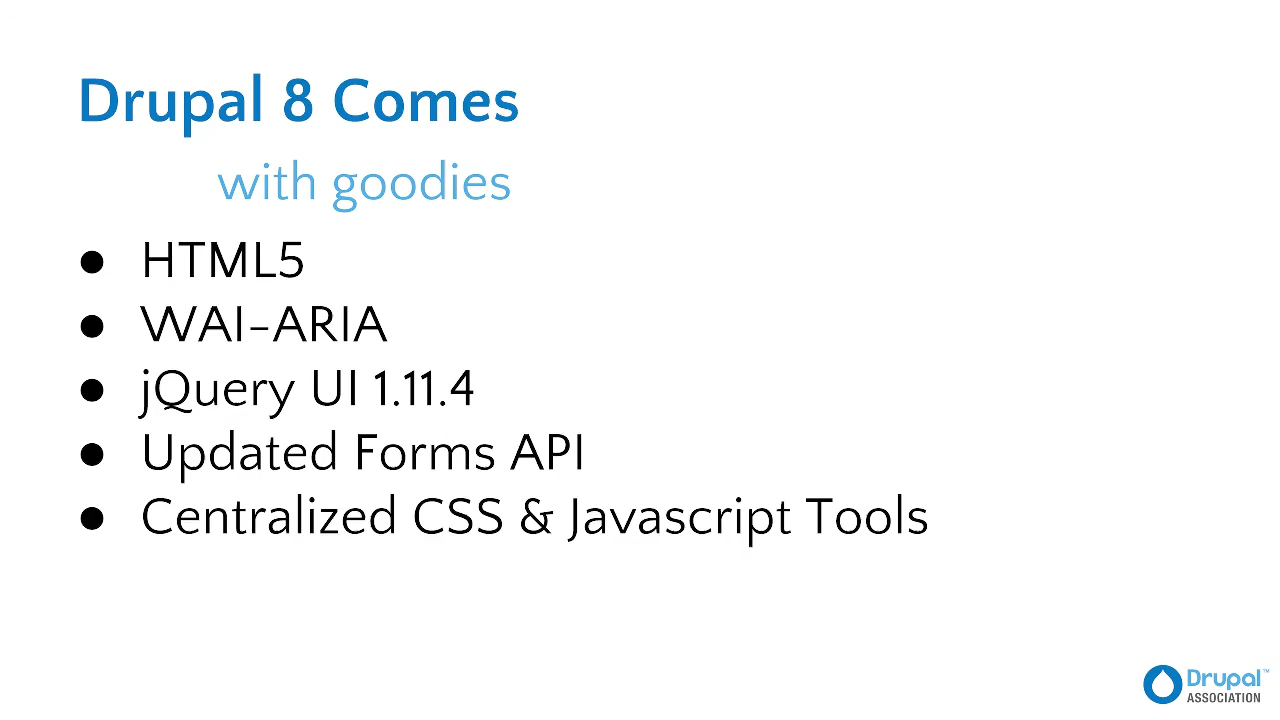 Drupal 8 Comes
with goodies
● HTML5
● WAI-ARIA
● jQuery UI 1.11.4
● Updated Forms API
● Centralized CSS & Javascript Tools
Drupal™
ASSOCIATION